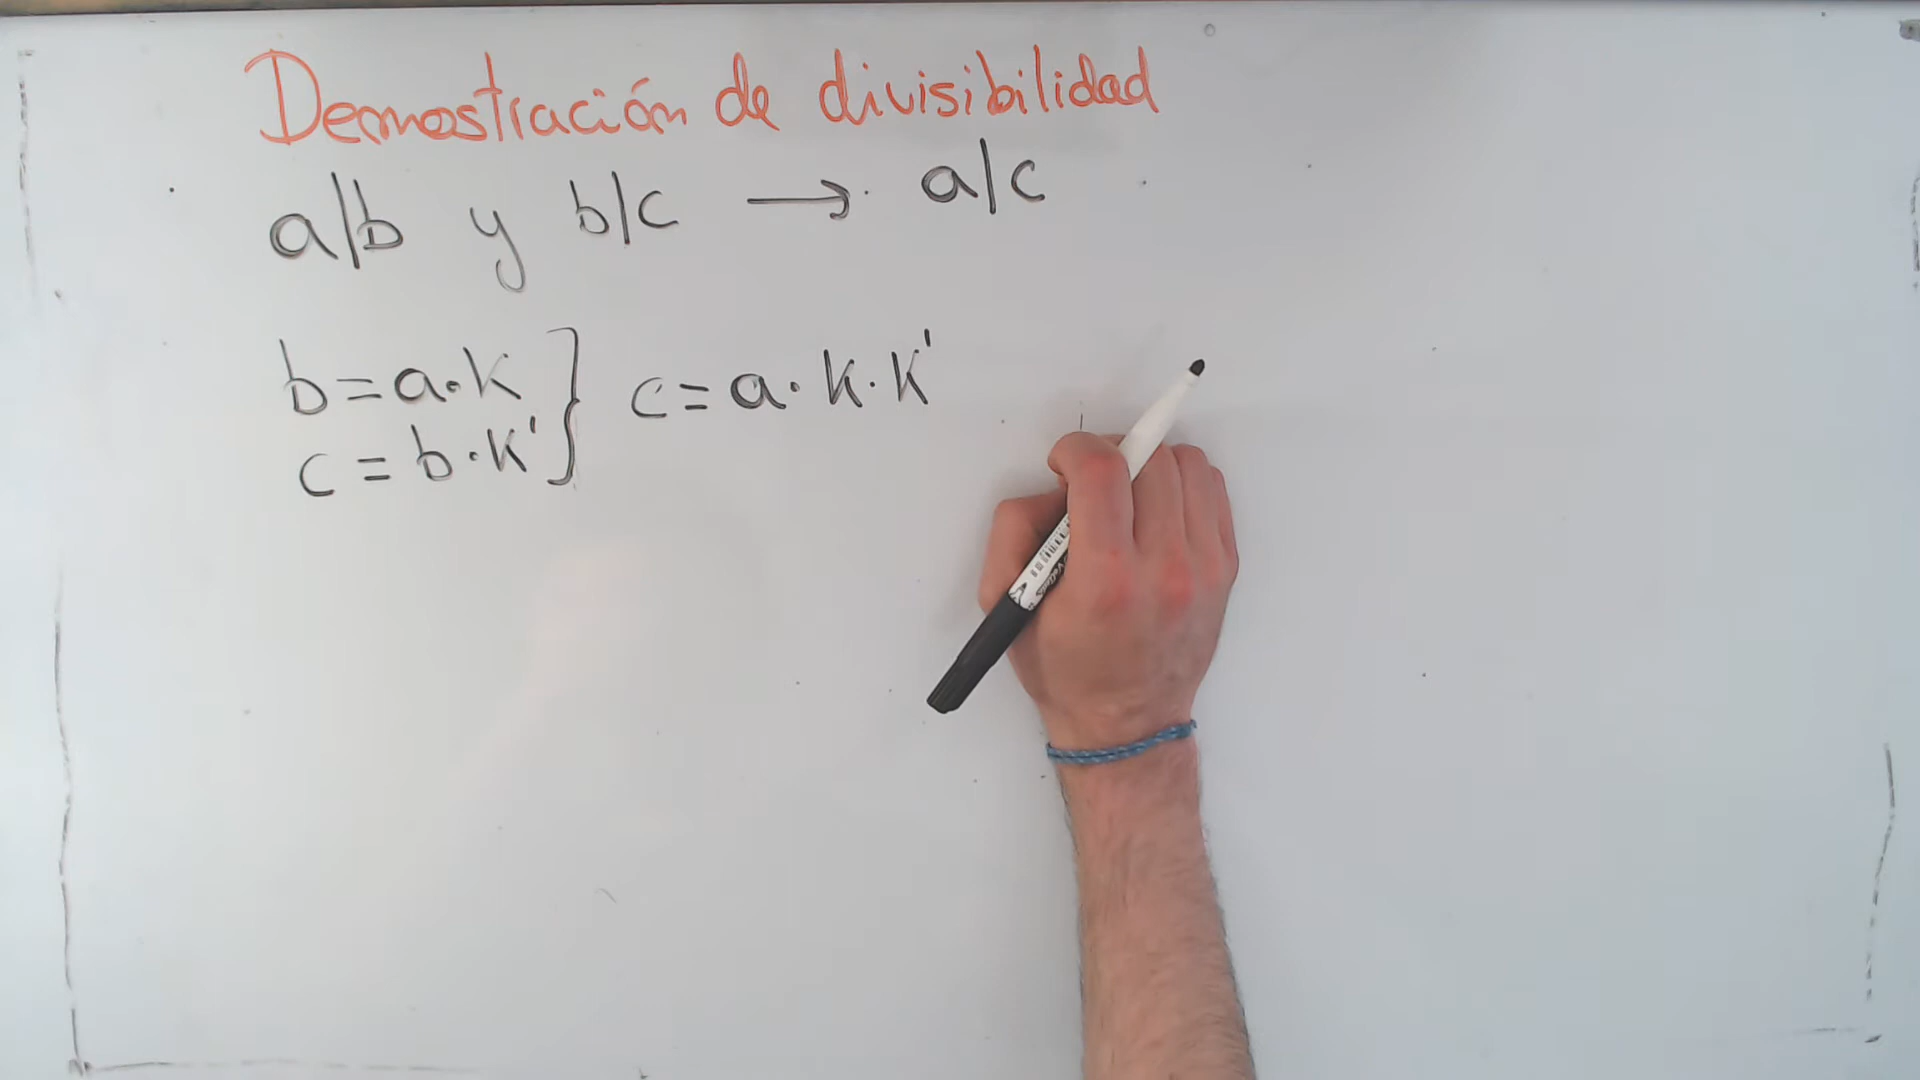 Demostración de divisibilidad
a|b y b|c → a|c
b=a·k } c=a·k·k'
c=b·k'